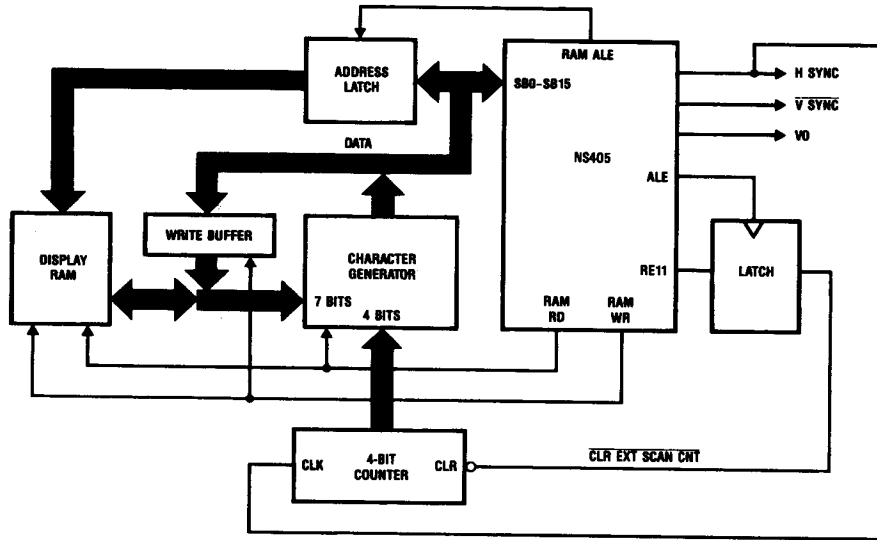 RAM ALE
ADDRESS
LATCH
SB0-SB15
H SYNC
V SYNC
VO
DATA
NS405
ALE
WRITE BUFFER
DISPLAY
RAM
CHARACTER
GENERATOR
7 BITS
4 BITS
RE11
LATCH
RAM
RD
RAM
WR
CLK
4-BIT
COUNTER
CLR
CLR EXT SCAN CNT